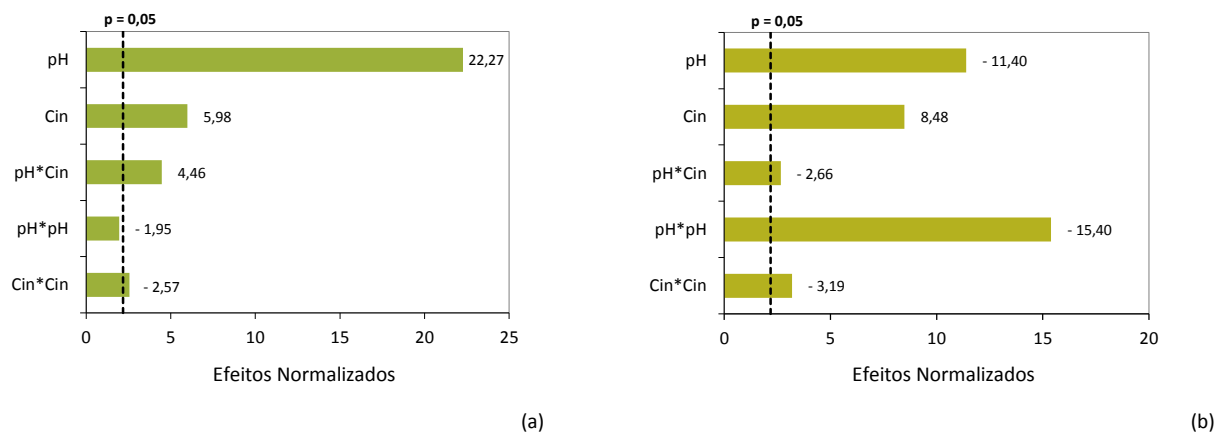 p = 0,05
pH
22,27
Cin
5,98
pH*Cin
4,46
pH*pH
- 1,95
Cin*Cin
- 2,57
0 5 10 15 20 25
Efeitos Normalizados
(a)
p = 0,05
pH
- 11,40
Cin
8,48
pH*Cin
- 2,66
pH*pH
- 15,40
Cin*Cin
- 3,19
0 5 10 15 20
Efeitos Normalizados
(b)